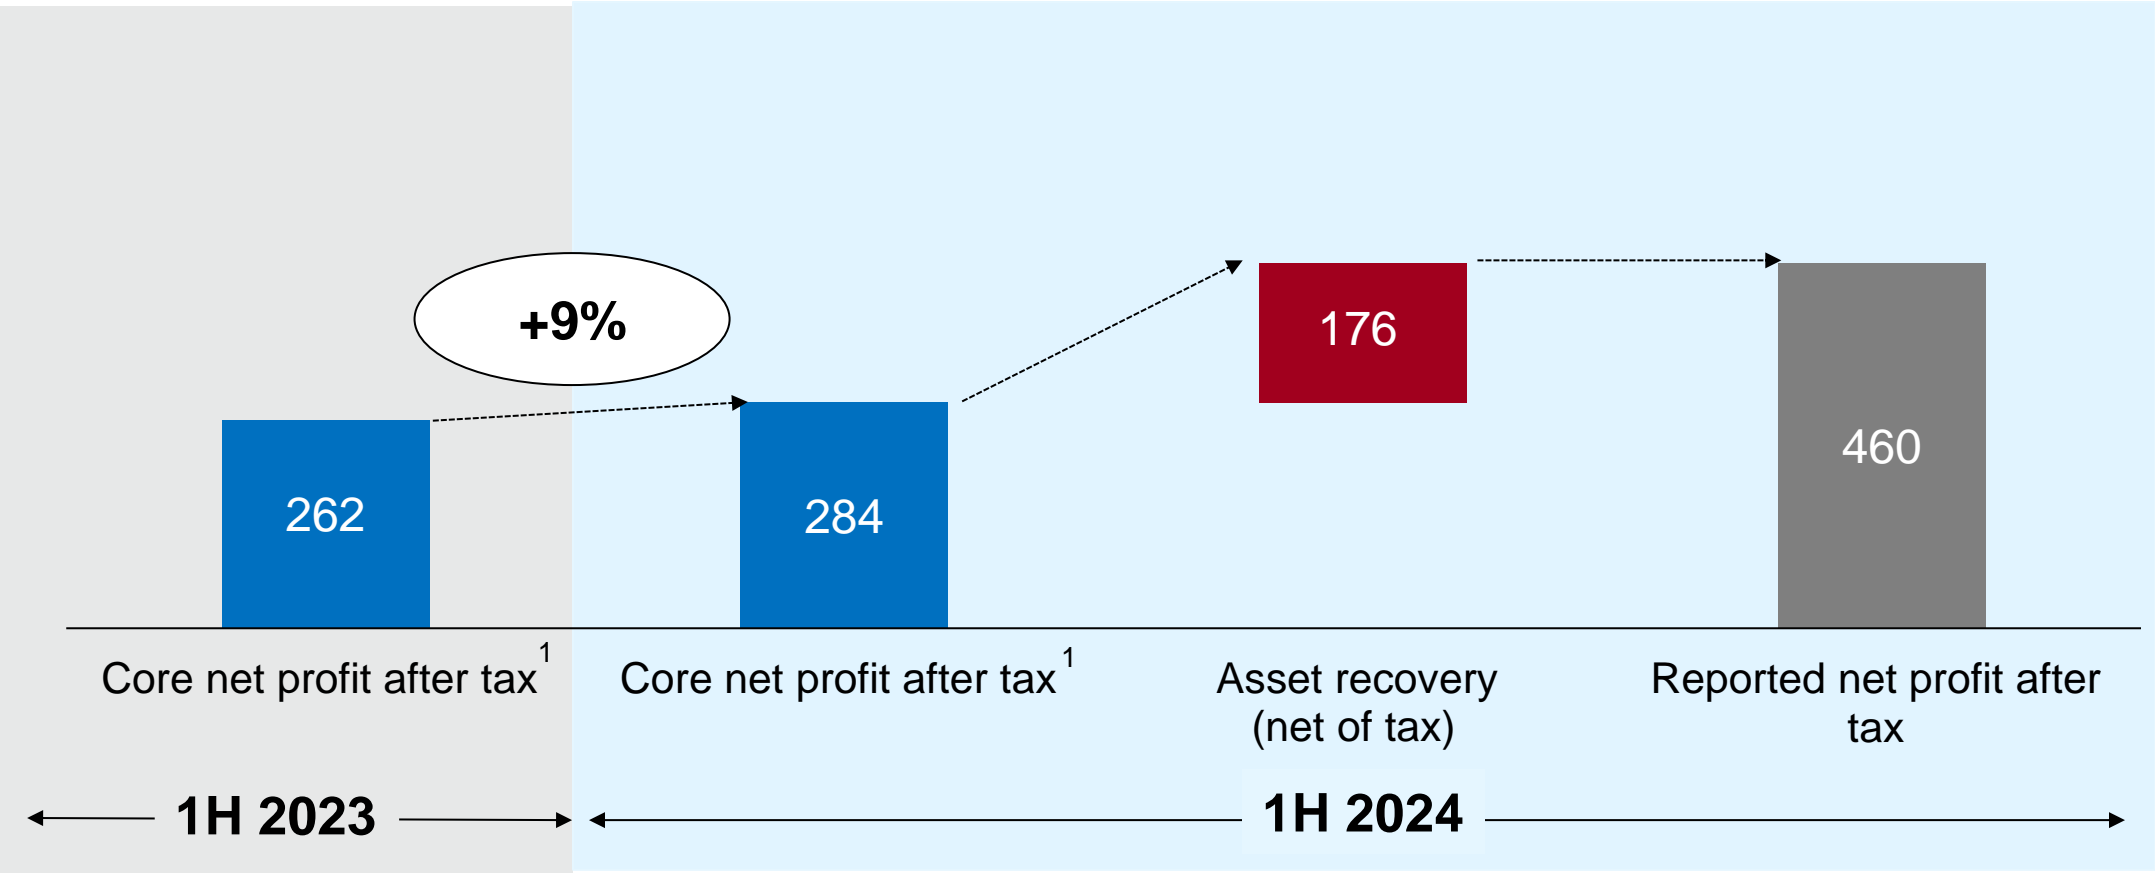 +9%
262
284
176
460
Core net profit after tax1
Core net profit after tax1
Asset recovery
(net of tax)
Reported net profit after
tax
1H 2023
1H 2024